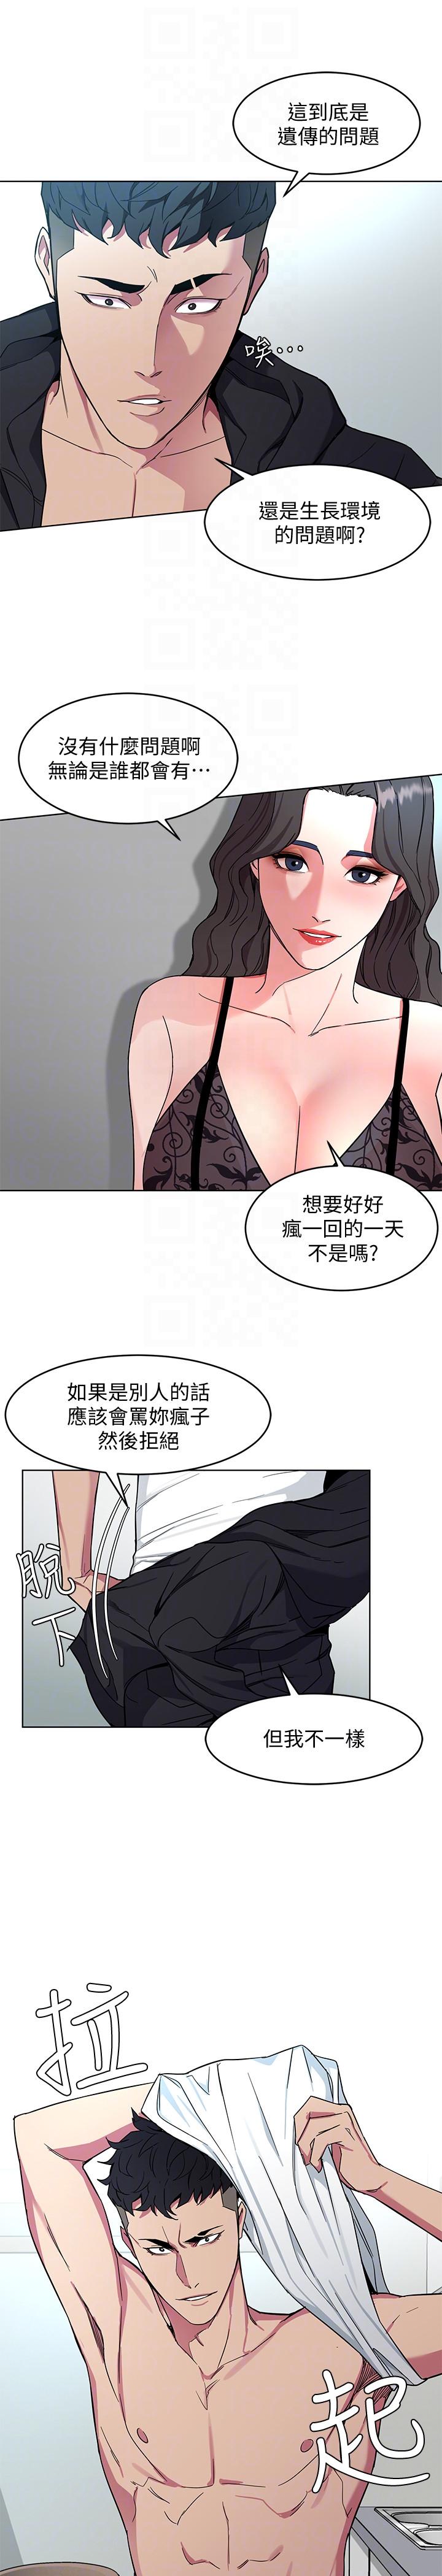 這到底是
遺傳的問題
唉…
還是生長環境
的問題啊?
沒有什麼問題啊
無論是誰都會有…
想要好好
瘋一回的一天
不是嗎?
如果是別人的話
應該會罵妳瘋子
然後拒絕
脫
下
但我不一樣
拉
起